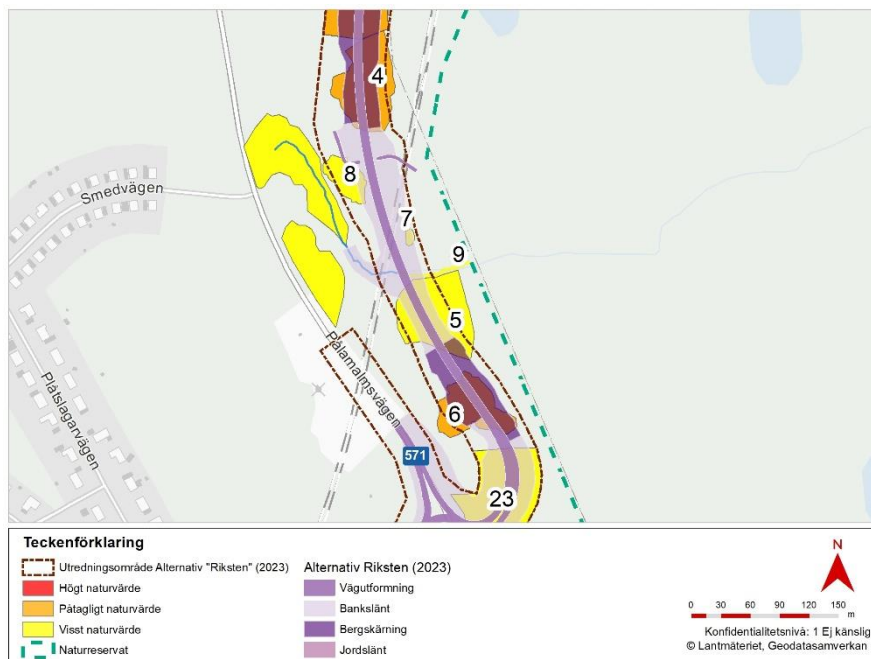 4
Smedvägen
8
7
9
5
Pålamalmsvägen
Plåtslagarvägen
6
571
23
Teckenförklaring
Utredningsområde Alternativ "Riksten" (2023)
Högt naturvärde
Påtagligt naturvärde
Visst naturvärde
Naturreservat
Alternativ Riksten (2023)
Vägutformning
Bankslänt
Bergskärning
Jordslänt
N
0 30 60 90 120 150
m
Konfidentialitetsnivå: 1 Ej känslig
© Lantmäteriet, Geodatasamverkan